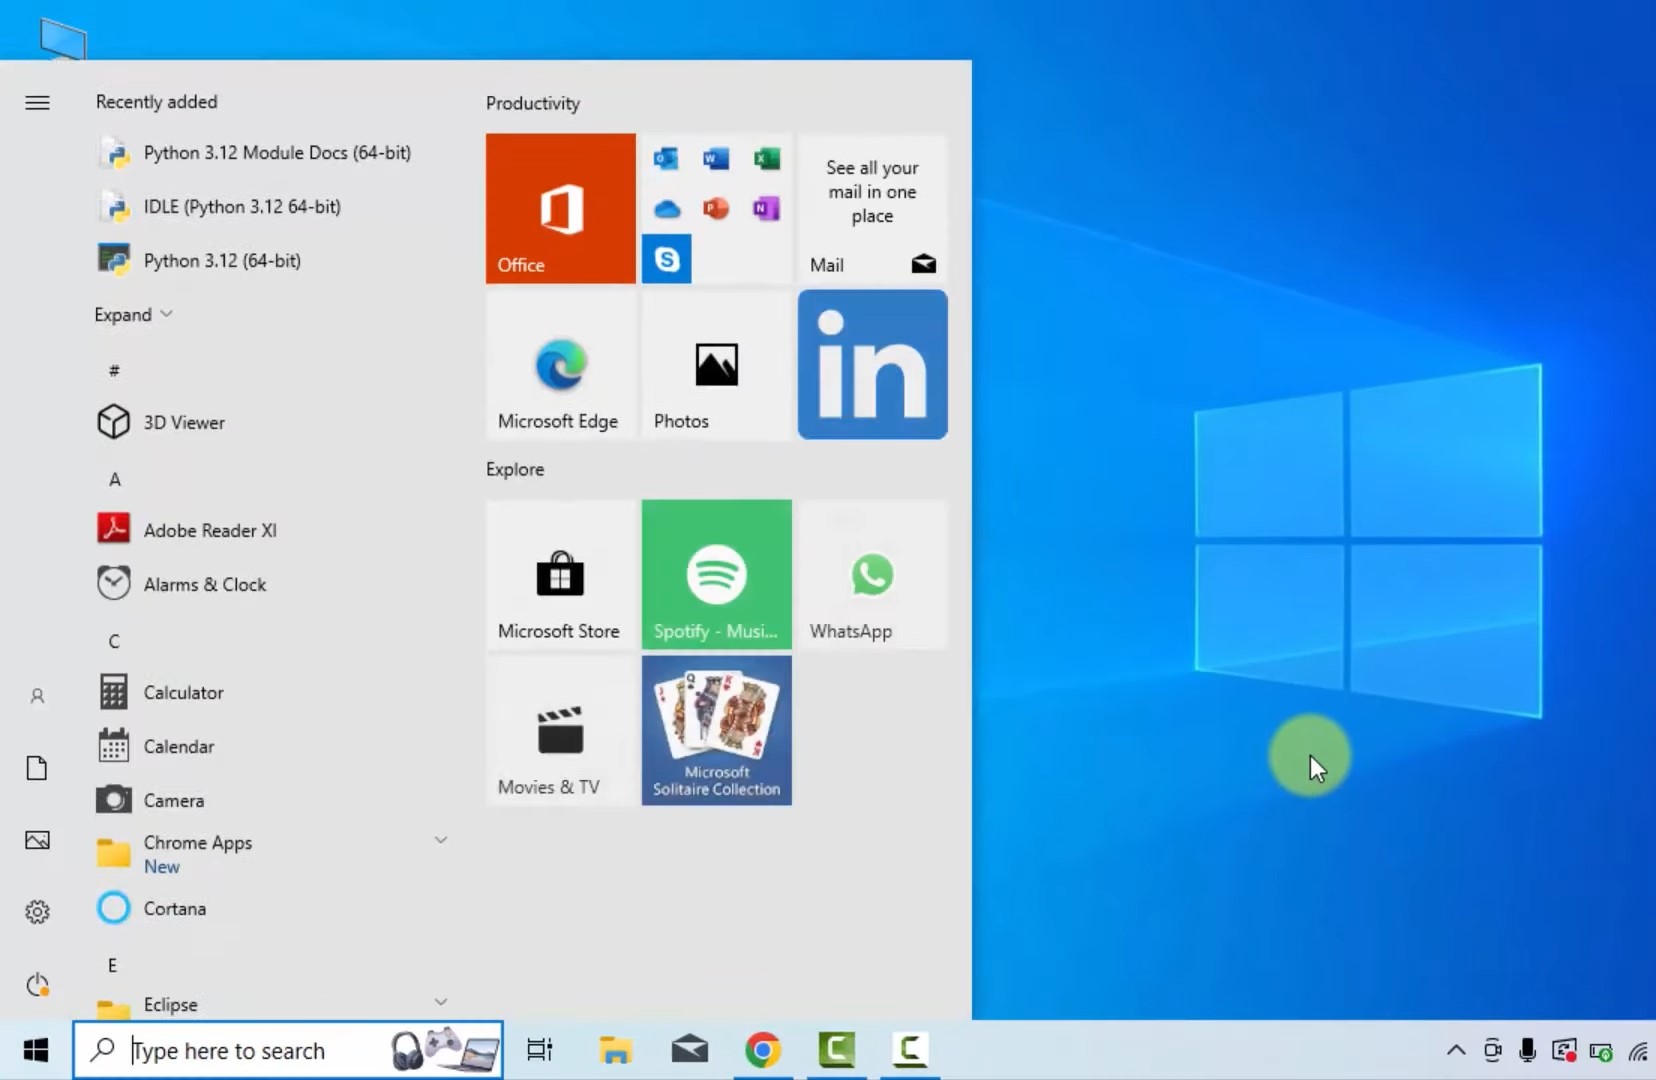 Recently added
Python 3.12 Module Docs (64-bit)
IDLE (Python 3.12 64-bit)
Python 3.12 (64-bit)
Expand
#
3D Viewer
A
Adobe Reader XI
Alarms & Clock
C
Calculator
Calendar
Camera
Chrome Apps
New
Cortana
E
Eclipse
Productivity
Office
See all your
mail in one
place
Mail
Microsoft Edge
Photos
in
Explore
Microsoft Store
Spotify - Musi...
WhatsApp
Movies & TV
Microsoft
Solitaire Collection
Type here to search